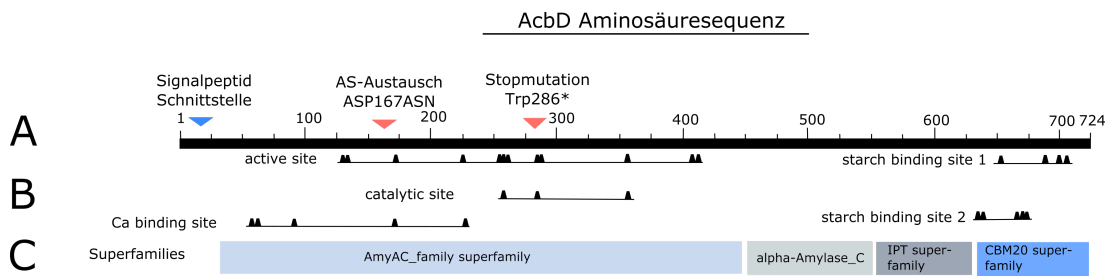 AcbD Aminosäuresequenz
Signalpeptid
Schnittstelle
AS-Austausch
ASP167ASN
Stopmutation
Trp286*
A
1 100 200 300 400 500 600 700 724
active site
starch binding site 1
B
catalytic site
Ca binding site
starch binding site 2
C
Superfamilies
AmyAC_family superfamily
alpha-Amylase_C
IPT super-
family
CBM20 super-
family